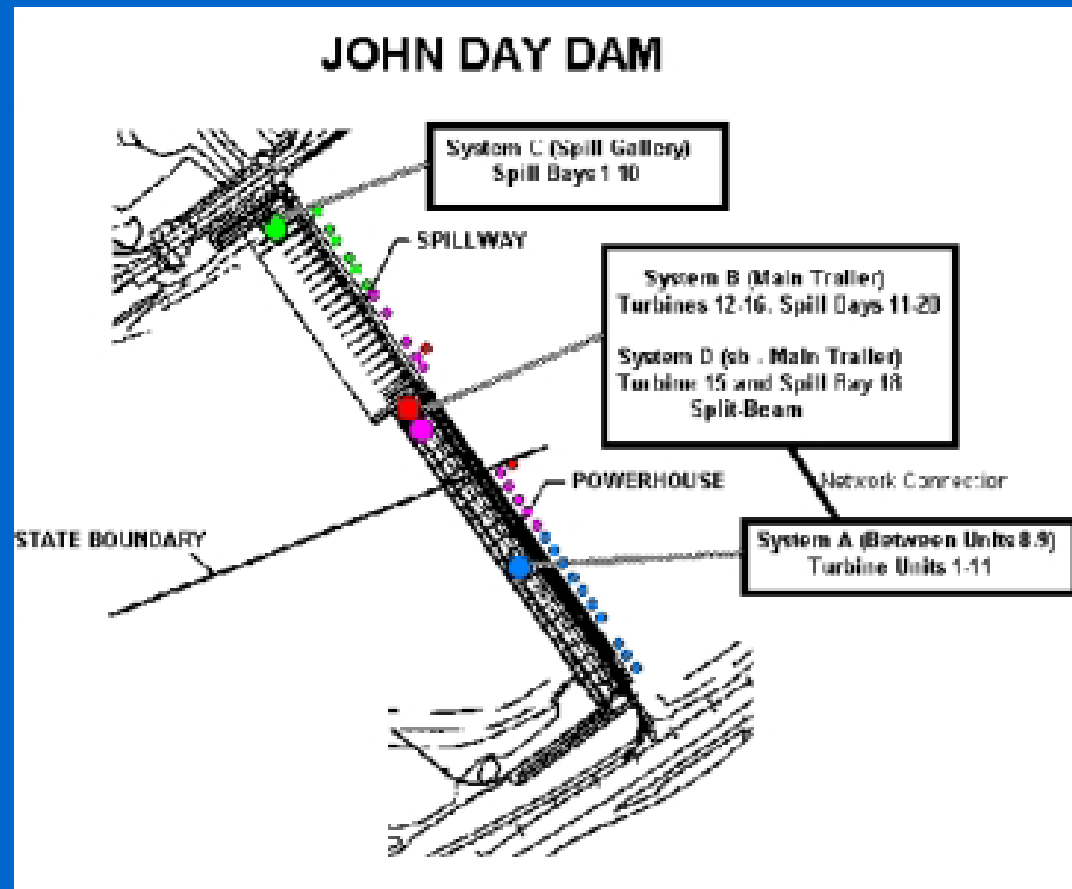 JOHN DAY DAM
System C (Spill Gallery)
Spill Bays 1 10
SPILLWAY
System B (Main Trailer)
Turbines 12-16, Spill Bays 11-20
System D (sb - Main Trailer)
Turbine 15 and Spill Bay 18
Split-Beam
POWERHOUSE
Network Connection
STATE BOUNDARY
System A (Between Units 8-9)
Turbine Units 1-11